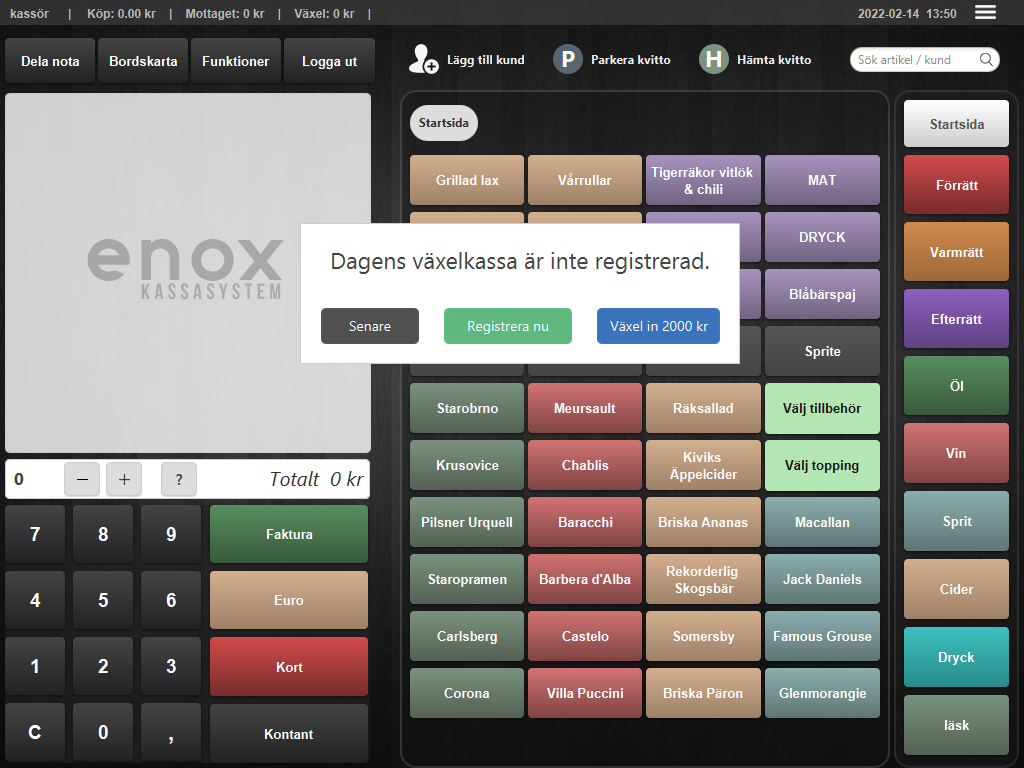 kassör | Köp: 0.00 kr | Mottaget: 0 kr | Växel: 0 kr |
2022-02-14 13:50
Dela nota
Bordskarta
Funktioner
Logga ut
Lägg till kund
P
Parkera kvitto
H
Hämta kvitto
Sök artikel / kund
enox
KASSASYSTEM
Startsida
Grillad lax
Vårrullar
Tigerräkor vitlök
& chili
MAT
DRYCK
Blåbärspaj
Sprite
Dagens växelkassa är inte registrerad.
Senare
Registrera nu
Växel in 2000 kr
Starobrno
Meursault
Räksallad
Välj tillbehör
Krusovice
Chablis
Kiviks
Äppelcider
Välj topping
Pilsner Urquell
Baracchi
Briska Ananas
Macallan
Staropramen
Barbera d'Alba
Rekorderlig
Skogsbär
Jack Daniels
Carlsberg
Castelo
Somersby
Famous Grouse
Corona
Villa Puccini
Briska Päron
Glenmorangie
Startsida
Förrätt
Varmrätt
Efterrätt
Öl
Vin
Sprit
Cider
Dryck
läsk
0
−
+
?
Totalt 0 kr
7
8
9
Faktura
4
5
6
Euro
1
2
3
Kort
C
0
,
Kontant